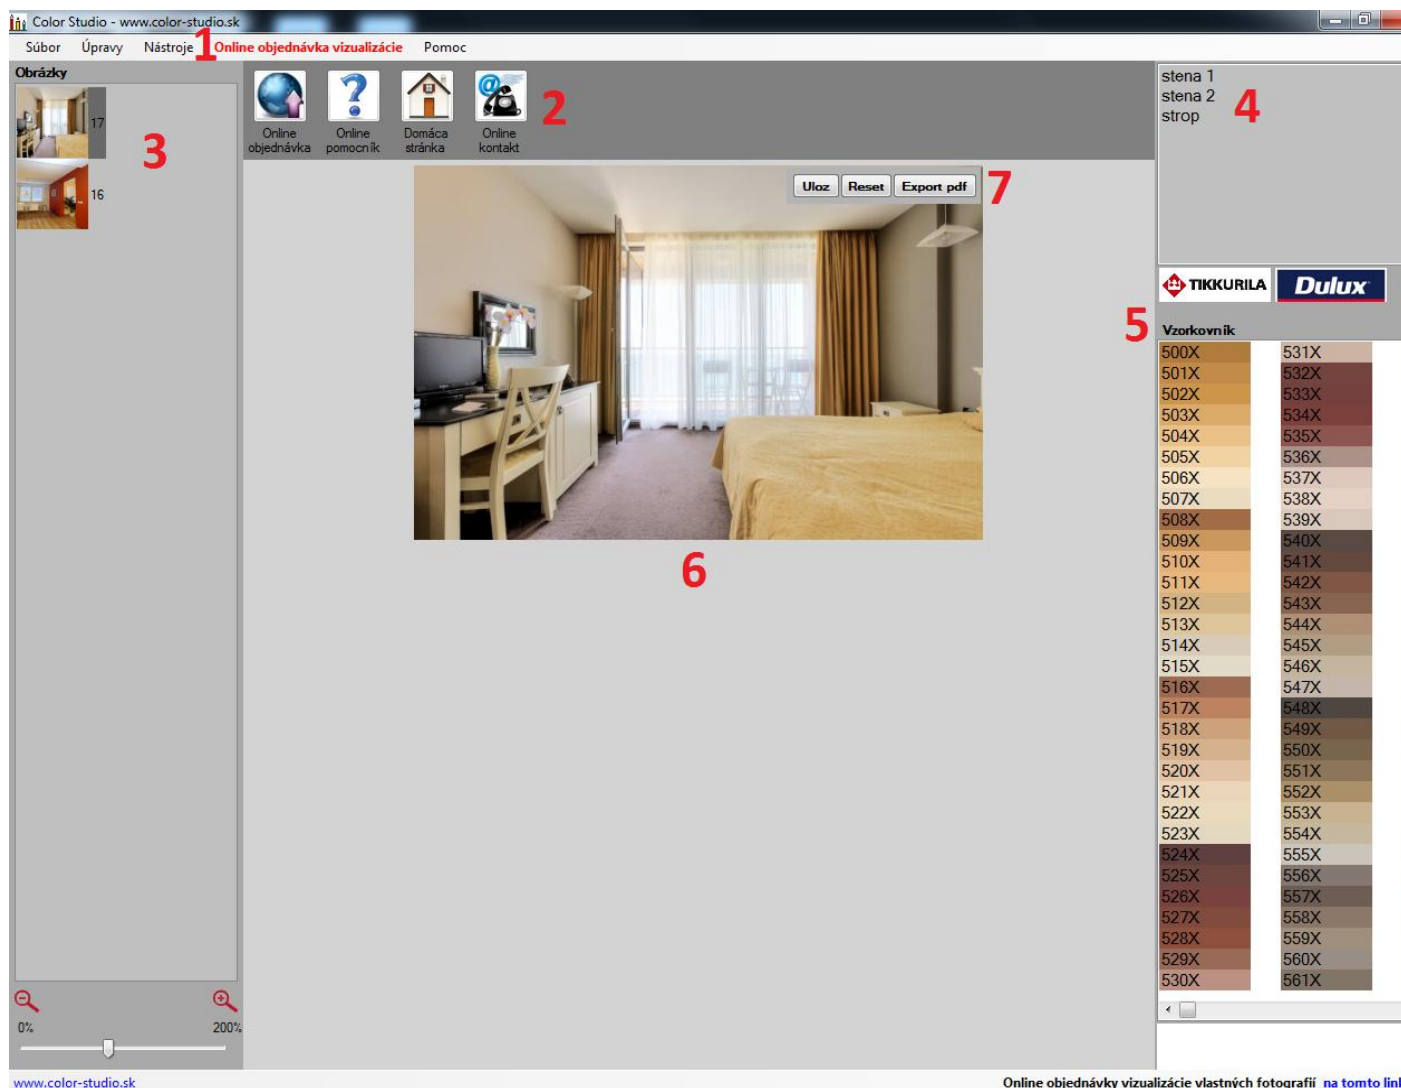 Color Studio - www.color-studio.sk
Súbor Úpravy Nástroje 1 Online objednávka vizualizácie Pomoc
Obrázky
17
16
3
0% 200%
Online objednávka
Online pomocník
Domáca stránka
Online kontakt
2
Uloz Reset Export pdf 7
6
stena 1
stena 2
strop
4
TIKKURILA Dulux
5
Vzorkovník
500X 531X
501X 532X
502X 533X
503X 534X
504X 535X
505X 536X
506X 537X
507X 538X
508X 539X
509X 540X
510X 541X
511X 542X
512X 543X
513X 544X
514X 545X
515X 546X
516X 547X
517X 548X
518X 549X
519X 550X
520X 551X
521X 552X
522X 553X
523X 554X
524X 555X
525X 556X
526X 557X
527X 558X
528X 559X
529X 560X
530X 561X
www.color-studio.sk
Online objednávky vizualizácie vlastných fotografií na tomto link